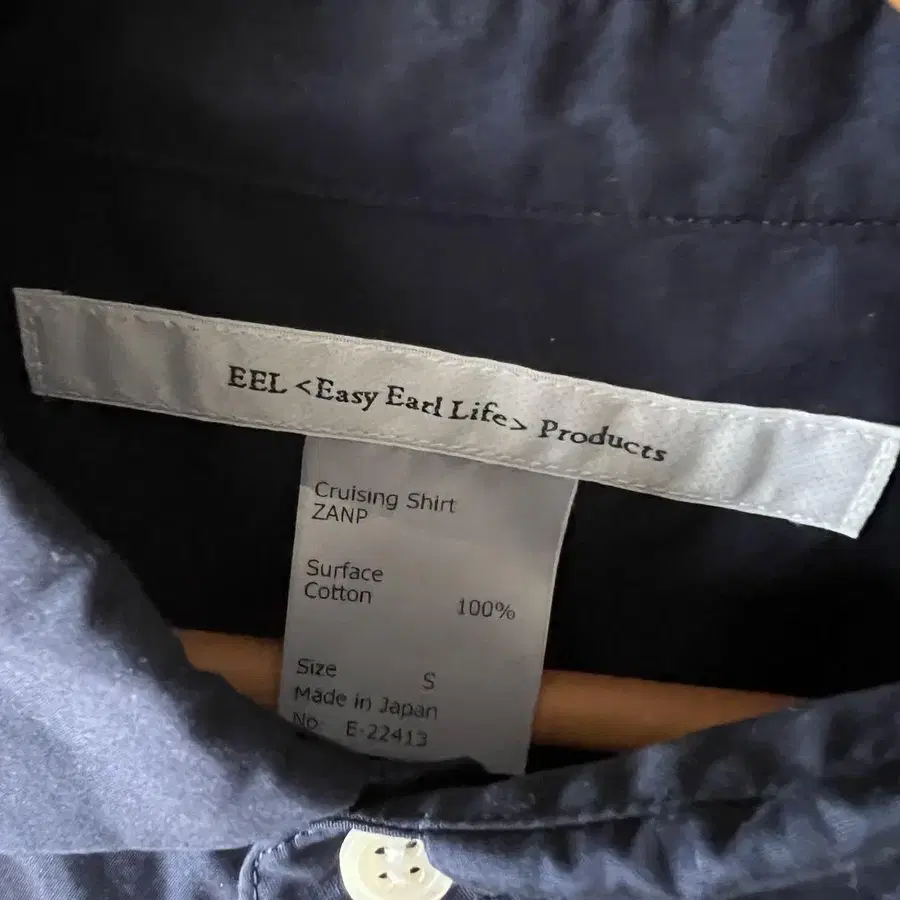 EEL <Easy Earl Life> Products
Cruising Shirt
ZANP
Surface
Cotton 100%
Size S
Made in Japan
No. E-22413